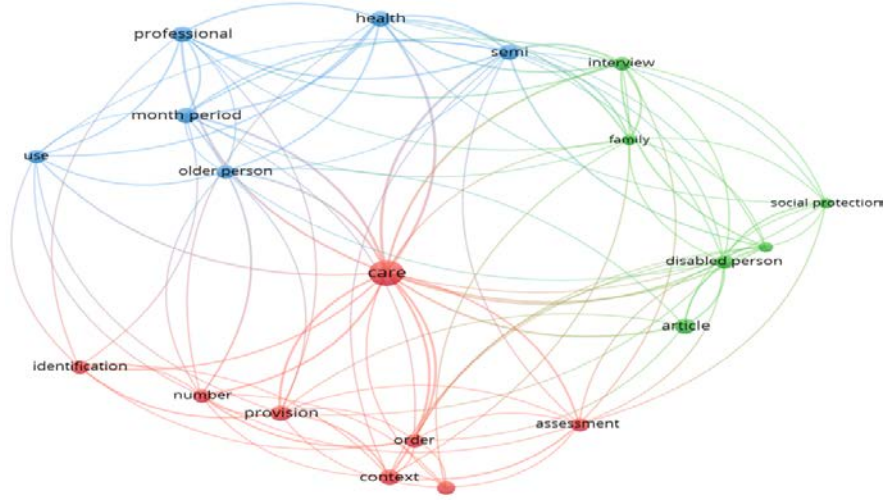 health
professional
semi
interview
month period
family
use
older person
social protection
disabled person
care
article
identification
number
provision
assessment
order
context